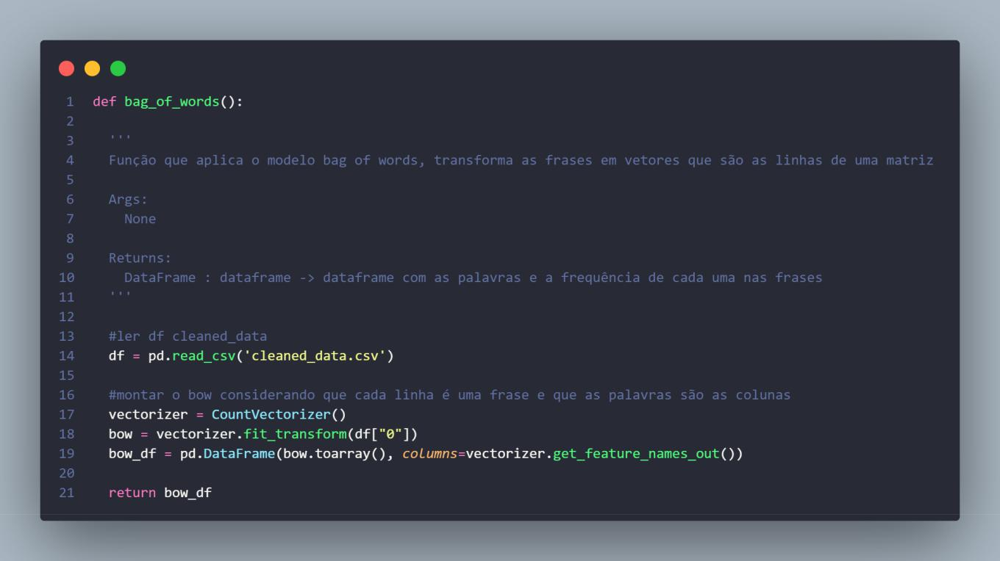 1 def bag_of_words():
2
3 '''
4 Função que aplica o modelo bag of words, transforma as frases em vetores que são as linhas de uma matriz
5
6 Args:
7 None
8
9 Returns:
10 DataFrame : dataframe -> dataframe com as palavras e a frequência de cada uma nas frases
11 '''
12
13 #ler df cleaned_data
14 df = pd.read_csv('cleaned_data.csv')
15
16 #montar o bow considerando que cada linha é uma frase e que as palavras são as colunas
17 vectorizer = CountVectorizer()
18 bow = vectorizer.fit_transform(df["0"])
19 bow_df = pd.DataFrame(bow.toarray(), columns=vectorizer.get_feature_names_out())
20
21 return bow_df